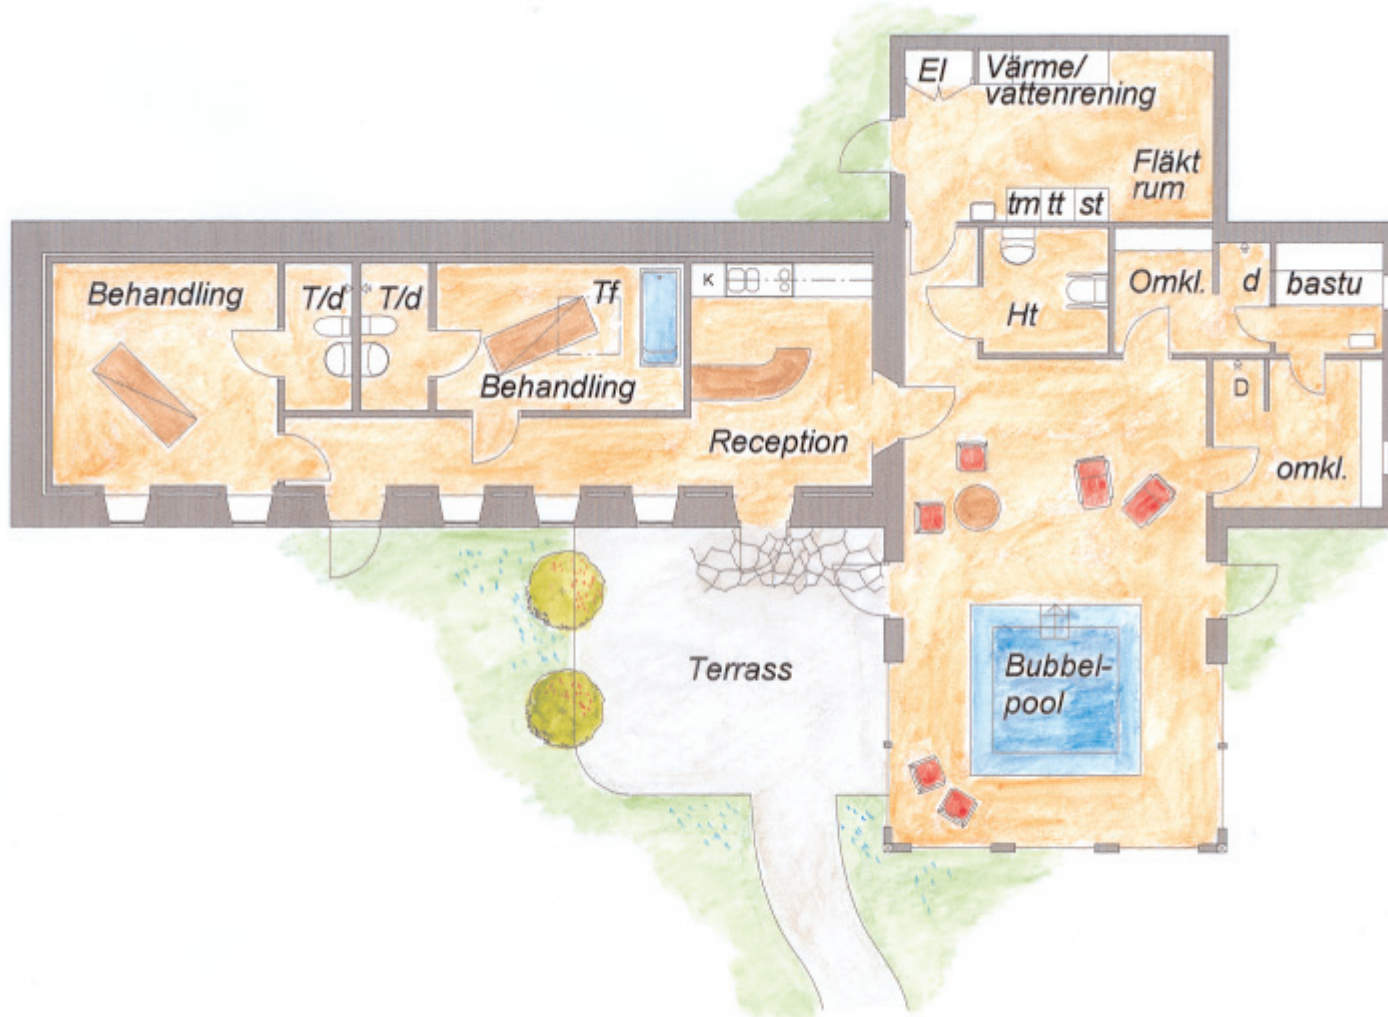 El
Värme/
vattenrening
Fläkt
rum
tm tt st
Behandling
T/d
T/d
Tf
Behandling
K
Reception
Ht
Omkl.
d
bastu
D
omkl.
Terrass
Bubbel-
pool